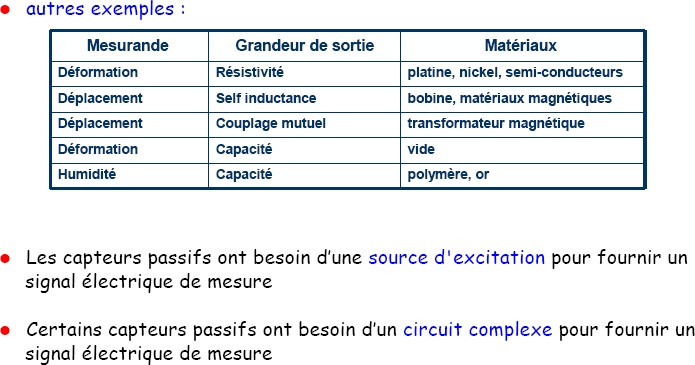 autres exemples :
Mesurande Grandeur de sortie Matériaux
Déformation Résistivité platine, nickel, semi-conducteurs
Déplacement Self inductance bobine, matériaux magnétiques
Déplacement Couplage mutuel transformateur magnétique
Déformation Capacité vide
Humidité Capacité polymère, or
Les capteurs passifs ont besoin d’une source d'excitation pour fournir un
signal électrique de mesure
Certains capteurs passifs ont besoin d’un circuit complexe pour fournir un
signal électrique de mesure